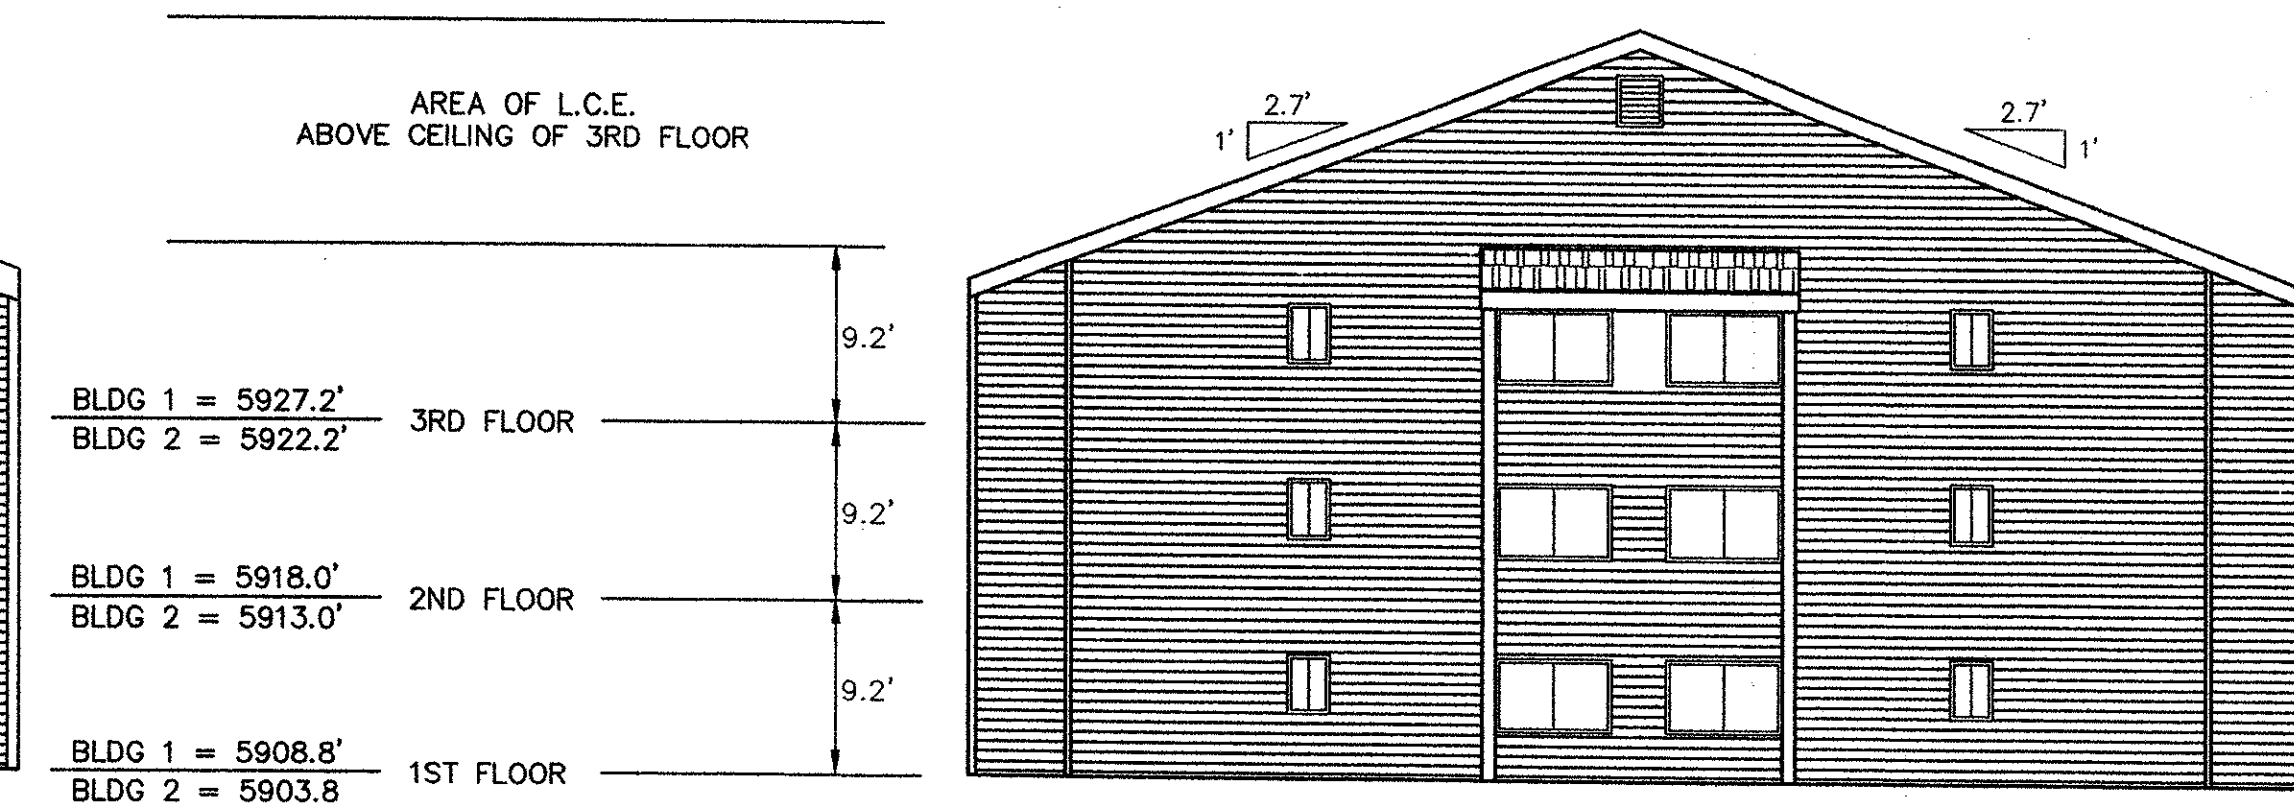 AREA OF L.C.E.
ABOVE CEILING OF 3RD FLOOR
2.7'
1'
2.7'
1'
9.2'
BLDG 1 = 5927.2'
BLDG 2 = 5922.2'
3RD FLOOR
9.2'
BLDG 1 = 5918.0'
BLDG 2 = 5913.0'
2ND FLOOR
9.2'
BLDG 1 = 5908.8'
BLDG 2 = 5903.8
1ST FLOOR